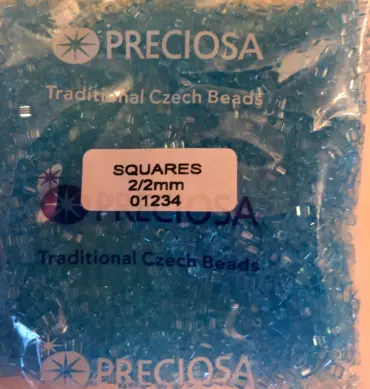 PRECIOSA
Traditional Czech Beads
SQUARES
2/2mm
01234
PRECIOSA
Traditional Czech Beads
PRECIOSA